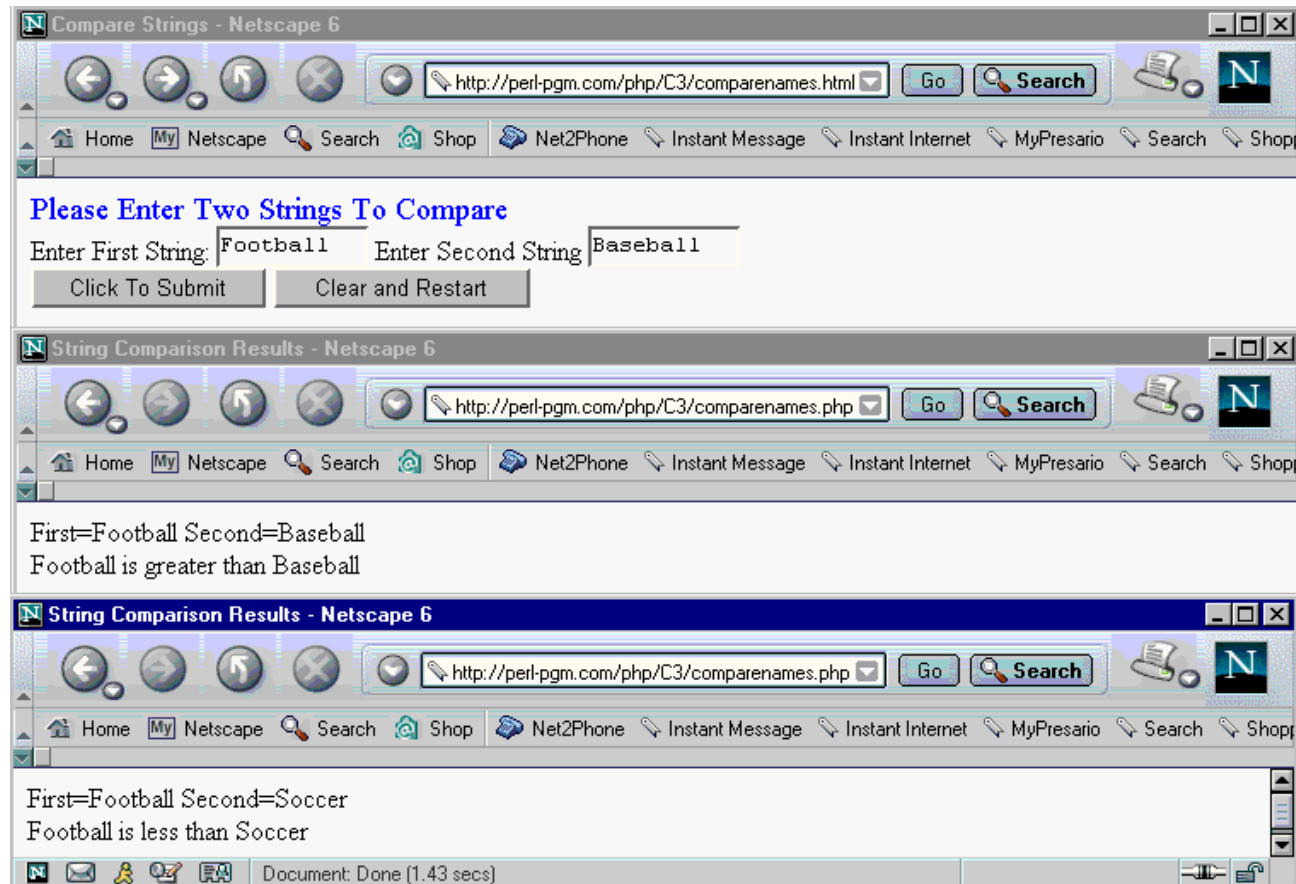 Compare Strings - Netscape 6
http://perl-pgm.com/php/C3/comparenames.html Go Search N
Home My Netscape Search Shop Net2Phone Instant Message Instant Internet MyPresario Search Shopp
Please Enter Two Strings To Compare
Enter First String: Football Enter Second String Baseball
Click To Submit Clear and Restart
String Comparison Results - Netscape 6
http://perl-pgm.com/php/C3/comparenames.php Go Search N
Home My Netscape Search Shop Net2Phone Instant Message Instant Internet MyPresario Search Shopp
First=Football Second=Baseball
Football is greater than Baseball
String Comparison Results - Netscape 6
http://perl-pgm.com/php/C3/comparenames.php Go Search N
Home My Netscape Search Shop Net2Phone Instant Message Instant Internet MyPresario Search Shopp
First=Football Second=Soccer
Football is less than Soccer
Document: Done (1.43 secs)